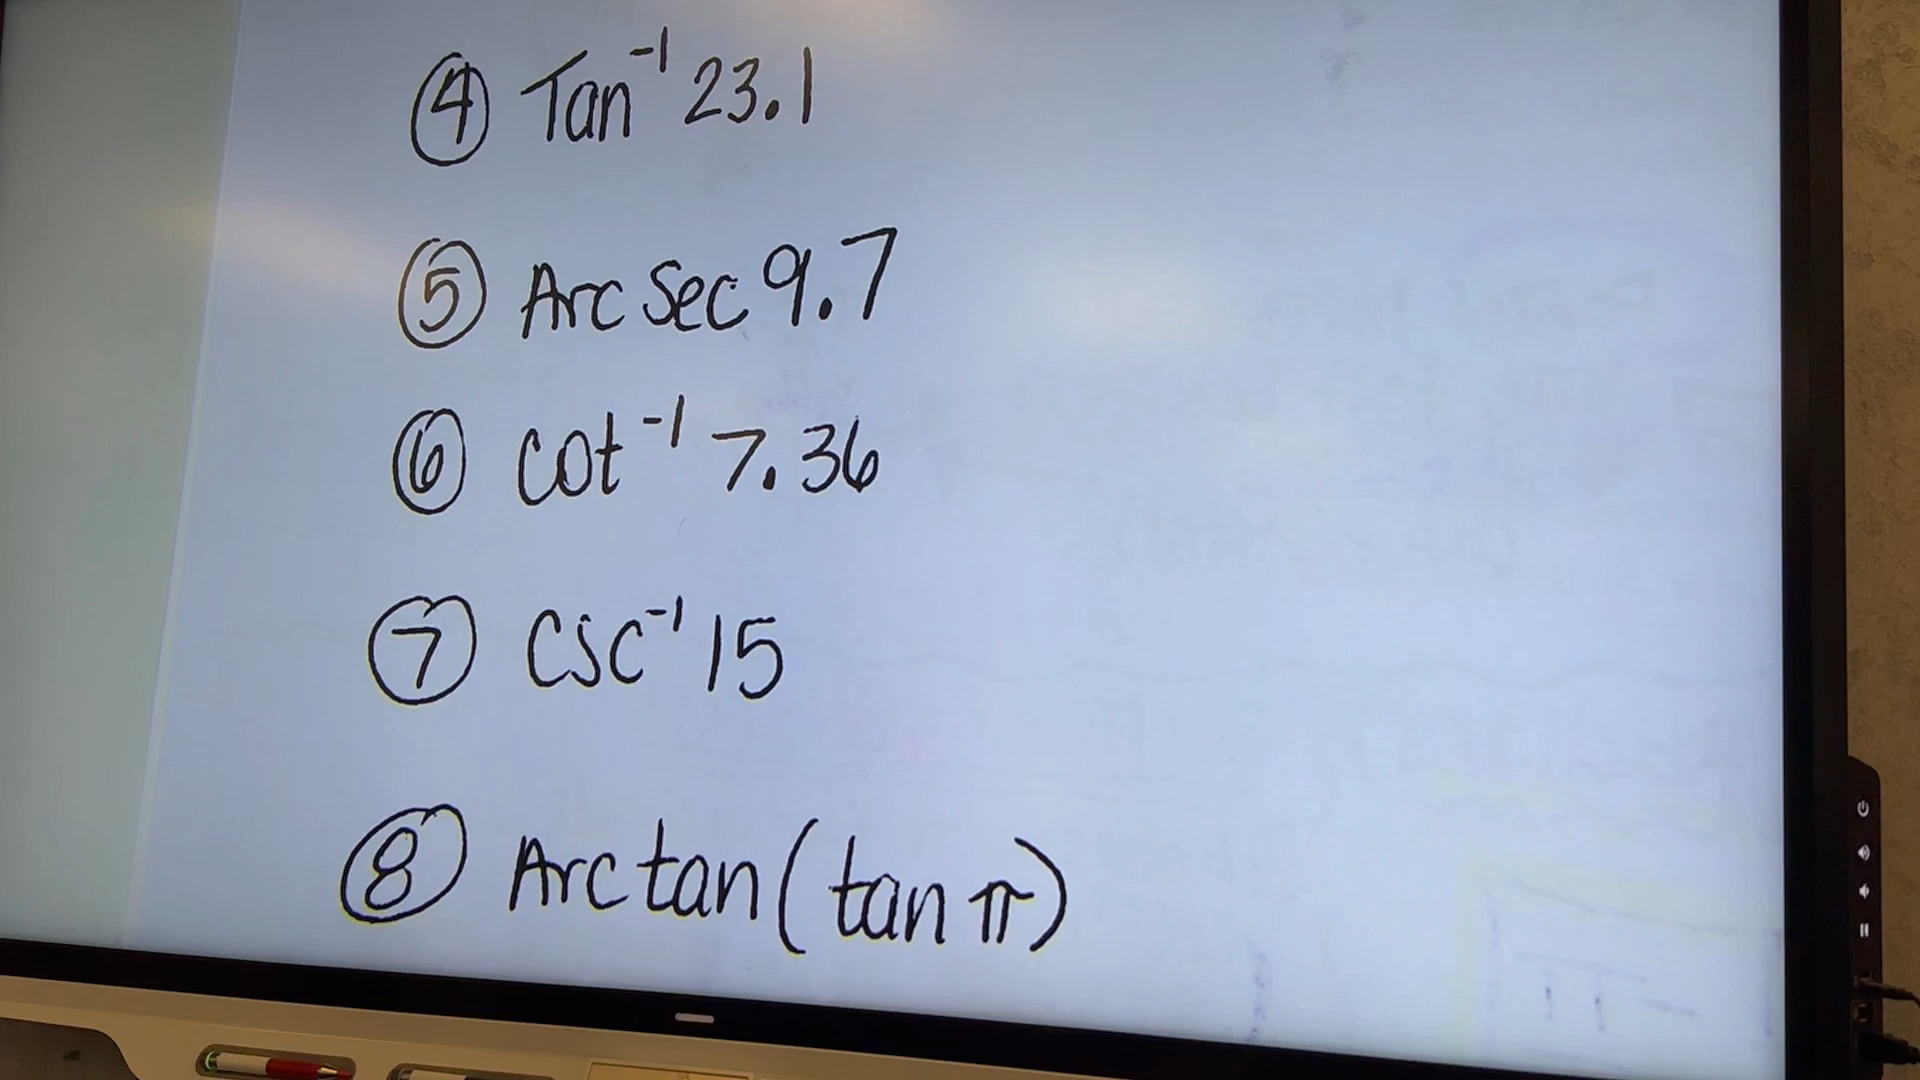 ④ Tan⁻¹ 23.1
⑤ Arc Sec 9.7
⑥ cot⁻¹ 7.36
⑦ CSC⁻¹ 15
⑧ Arctan(tan π)